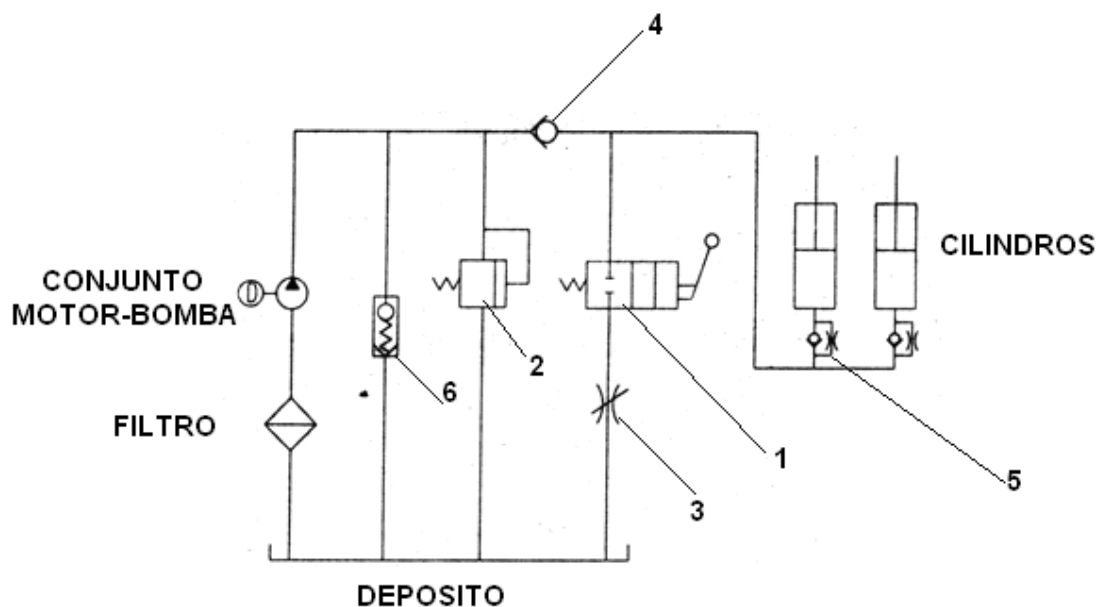 4
CILINDROS
CONJUNTO
MOTOR-BOMBA
2
1
6
FILTRO
5
3
DEPOSITO